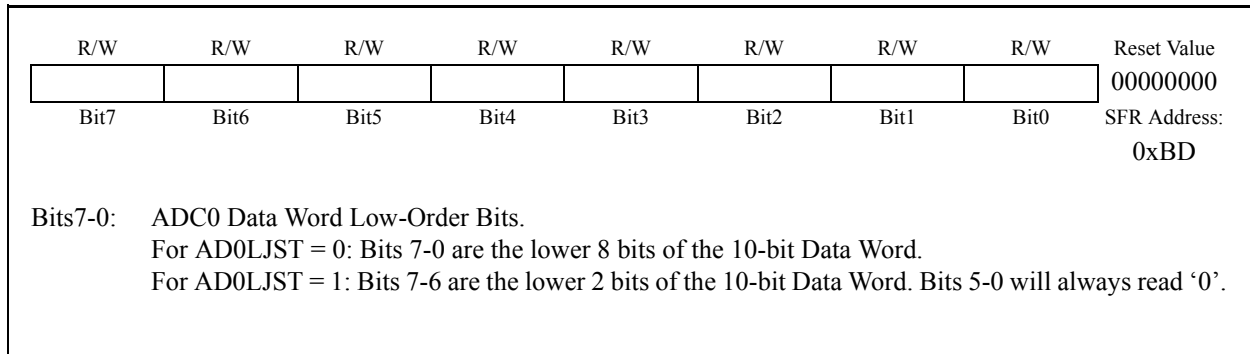 R/W R/W R/W R/W R/W R/W R/W R/W Reset Value
00000000
Bit7 Bit6 Bit5 Bit4 Bit3 Bit2 Bit1 Bit0 SFR Address:
0xBD
Bits7-0: ADC0 Data Word Low-Order Bits.
For AD0LJST = 0: Bits 7-0 are the lower 8 bits of the 10-bit Data Word.
For AD0LJST = 1: Bits 7-6 are the lower 2 bits of the 10-bit Data Word. Bits 5-0 will always read ‘0’.